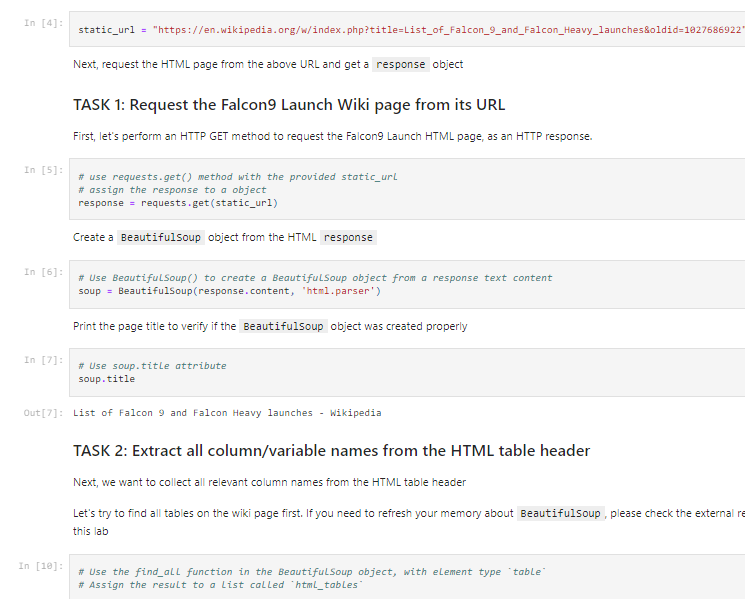 In [4]: static_url = "https://en.wikipedia.org/w/index.php?title=List_of_Falcon_9_and_Falcon_Heavy_launches&oldid=1027686922"
Next, request the HTML page from the above URL and get a response object
TASK 1: Request the Falcon9 Launch Wiki page from its URL
First, let's perform an HTTP GET method to request the Falcon9 Launch HTML page, as an HTTP response.
In [5]: # use requests.get() method with the provided static_url
# assign the response to a object
response = requests.get(static_url)
Create a BeautifulSoup object from the HTML response
In [6]: # Use BeautifulSoup() to create a BeautifulSoup object from a response text content
soup = BeautifulSoup(response.content, 'html.parser')
Print the page title to verify if the BeautifulSoup object was created properly
In [7]: # Use soup.title attribute
soup.title
Out[7]: List of Falcon 9 and Falcon Heavy launches - Wikipedia
TASK 2: Extract all column/variable names from the HTML table header
Next, we want to collect all relevant column names from the HTML table header
Let's try to find all tables on the wiki page first. If you need to refresh your memory about BeautifulSoup, please check the external re
this lab
In [10]: # Use the find_all function in the BeautifulSoup object, with element type `table`
# Assign the result to a list called `html_tables`